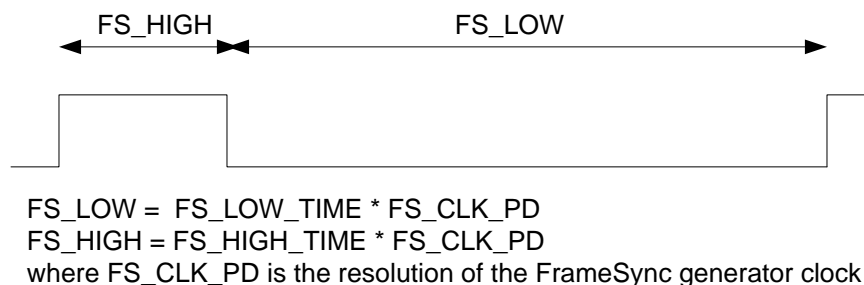 FS_HIGH FS_LOW
FS_LOW = FS_LOW_TIME * FS_CLK_PD
FS_HIGH = FS_HIGH_TIME * FS_CLK_PD
where FS_CLK_PD is the resolution of the FrameSync generator clock